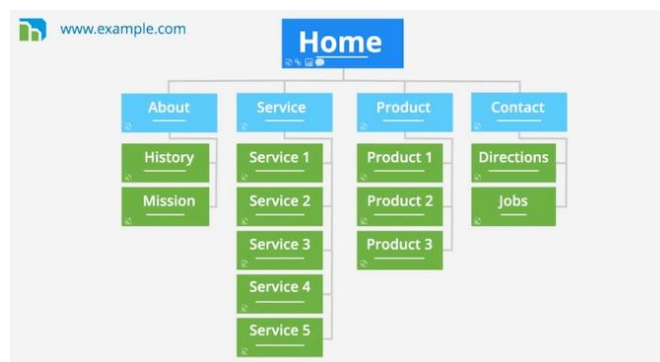 www.example.com
Home
About
Service
Product
Contact
History
Mission
Service 1
Service 2
Service 3
Service 4
Service 5
Product 1
Product 2
Product 3
Directions
Jobs